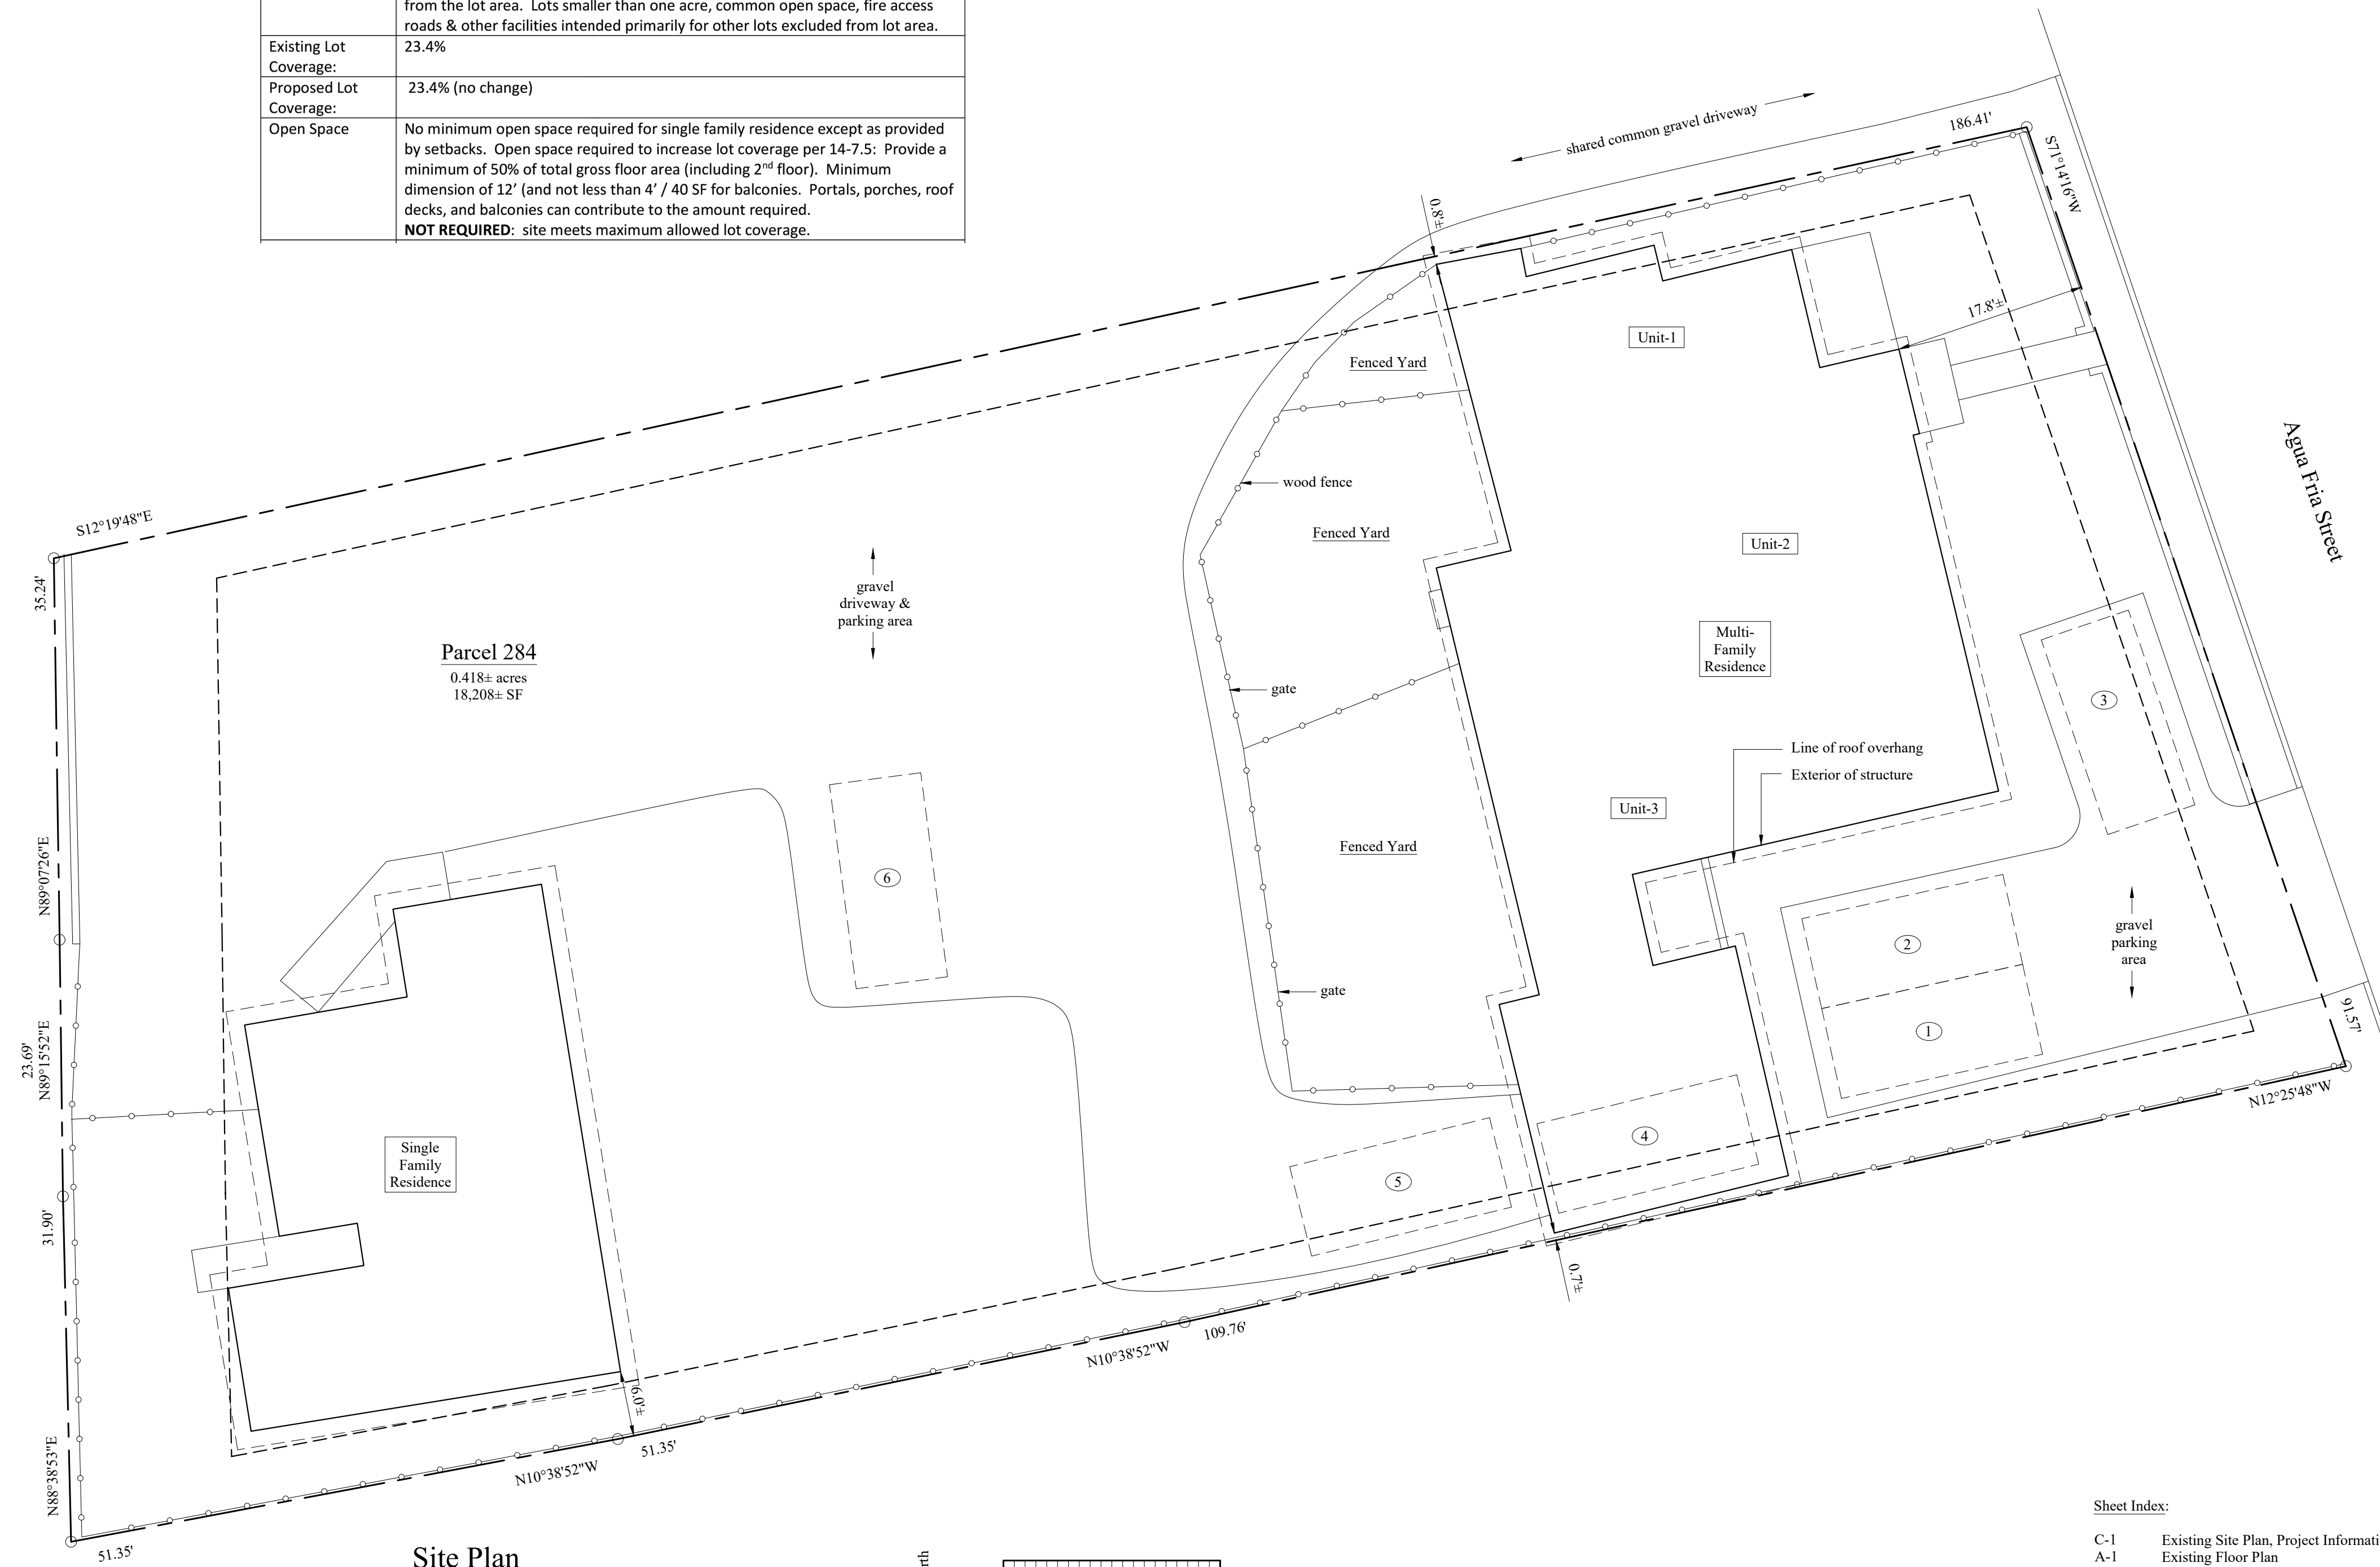 from the lot area. Lots smaller than one acre, common open space, fire access
roads & other facilities intended primarily for other lots excluded from lot area.
Existing Lot
Coverage:
23.4%
Proposed Lot
Coverage:
23.4% (no change)
Open Space
No minimum open space required for single family residence except as provided
by setbacks. Open space required to increase lot coverage per 14-7.5: Provide a
minimum of 50% of total gross floor area (including 2nd floor). Minimum
dimension of 12’ (and not less than 4’ / 40 SF for balconies. Portals, porches, roof
decks, and balconies can contribute to the amount required.
NOT REQUIRED: site meets maximum allowed lot coverage.
shared common gravel driveway
186.41'
S71°14'16"W
0.8'±
17.8'±
Unit-1
Fenced Yard
Agua Fria Street
wood fence
Fenced Yard
Unit-2
S12°19'48"E
35.24'
gravel
driveway &
parking area
Parcel 284
0.418± acres
18,208± SF
Multi-
Family
Residence
gate
3
Line of roof overhang
Exterior of structure
Unit-3
Fenced Yard
6
N89°07'26"E
2
gravel
parking
area
gate
1
91.57'
23.69'
N89°15'52"E
N12°25'48"W
4
5
Single
Family
Residence
31.90'
0.7'±
109.76'
N10°38'52"W
6.0'±
51.35'
N10°38'52"W
N88°38'53"E
51.35'
Site Plan
Sheet Index:
C-1 Existing Site Plan, Project Informati
A-1 Existing Floor Plan